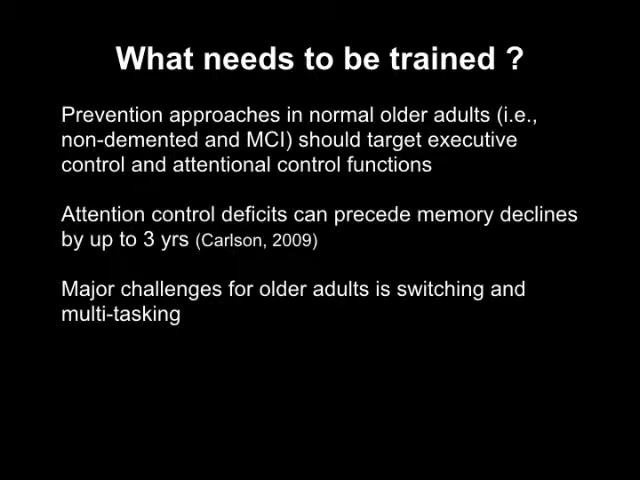 What needs to be trained ?
Prevention approaches in normal older adults (i.e.,
non-demented and MCI) should target executive
control and attentional control functions
Attention control deficits can precede memory declines
by up to 3 yrs (Carlson, 2009)
Major challenges for older adults is switching and
multi-tasking